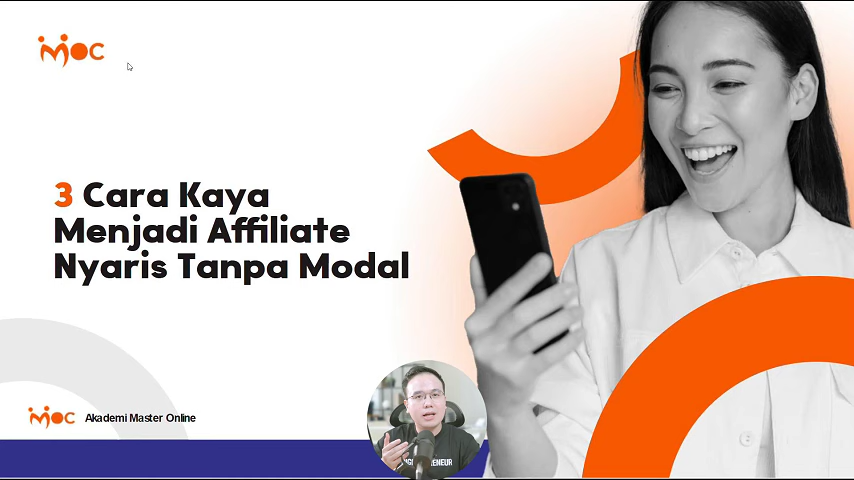 MOC
3 Cara Kaya
Menjadi Affiliate
Nyaris Tanpa Modal
MOC Akademi Master Online